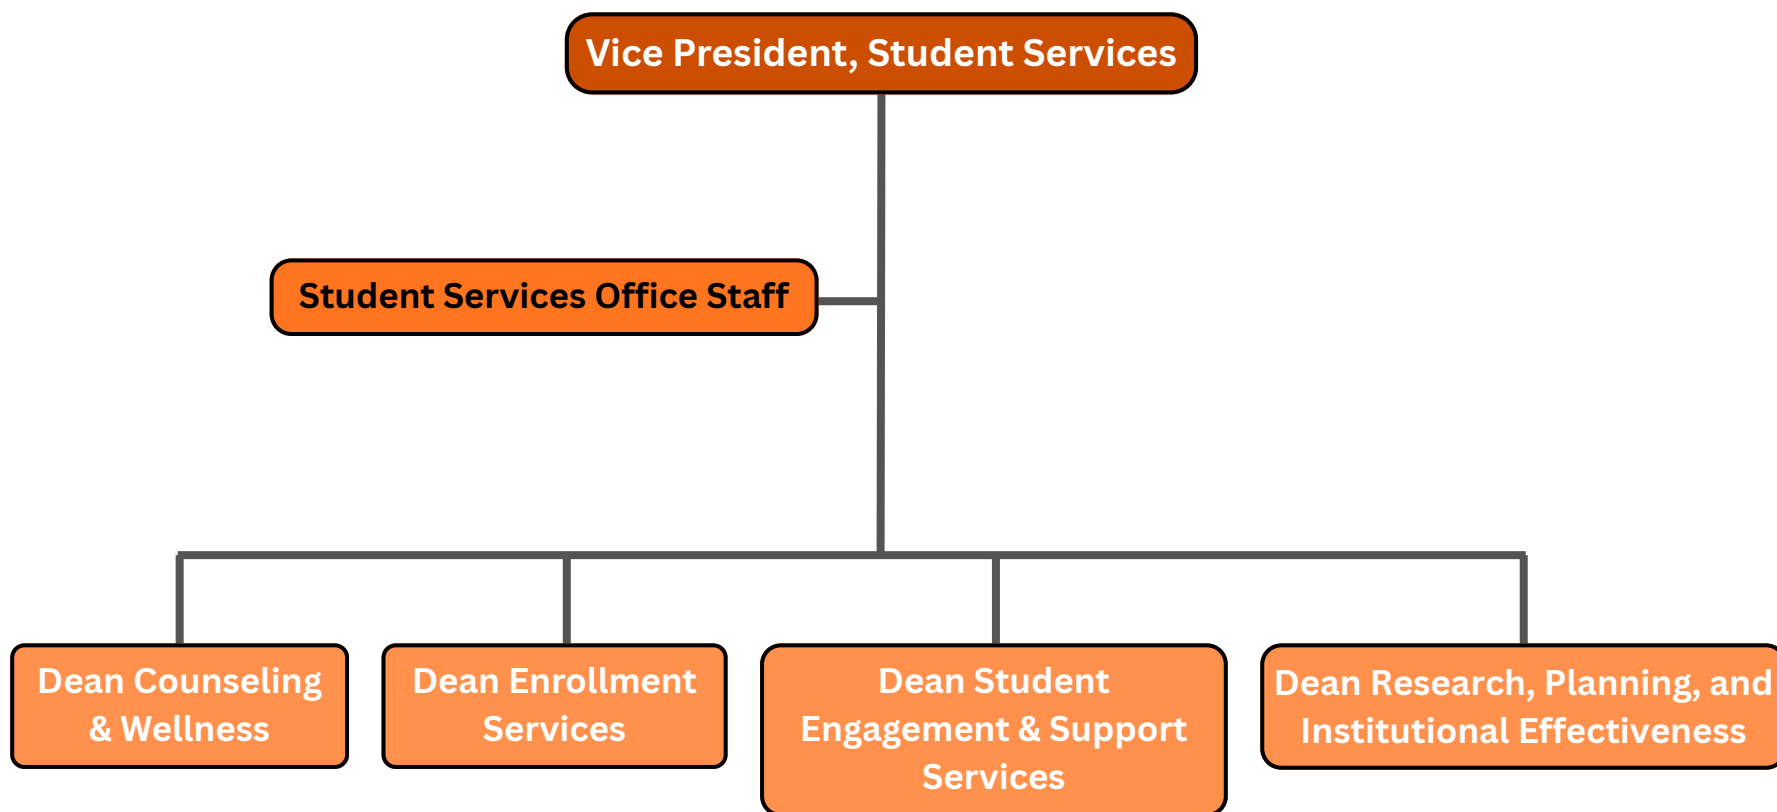 Vice President, Student Services
Student Services Office Staff
Dean Counseling
& Wellness
Dean Enrollment
Services
Dean Student
Engagement & Support
Services
Dean Research, Planning, and
Institutional Effectiveness